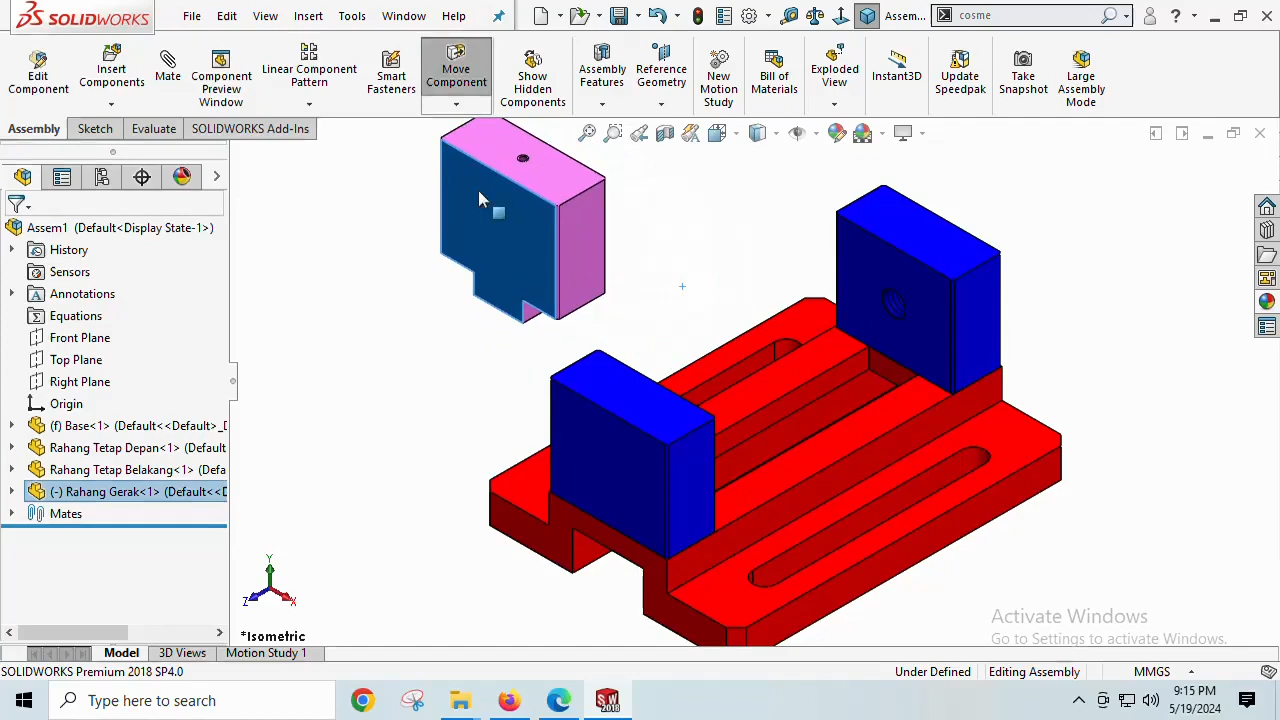 SOLIDWORKS
File
Edit
View
Insert
Tools
Window
Help
Assem...
cosme
Edit
Component
Insert
Components
Mate
Component
Preview
Window
Linear Component
Pattern
Smart
Fasteners
Move
Component
Show
Hidden
Components
Assembly
Features
Reference
Geometry
New
Motion
Study
Bill of
Materials
Exploded
View
Instant3D
Update
Speedpak
Take
Snapshot
Large
Assembly
Mode
Assembly
Sketch
Evaluate
SOLIDWORKS Add-Ins
Assem1 (Default<Display State-1>)
History
Sensors
Annotations
Equations
Front Plane
Top Plane
Right Plane
Origin
(f) Base<1> (Default<<Default>_D
Rahang Tetap Depan<1> (Default
Rahang Tetap Belakang<1> (Defa
(-) Rahang Gerak<1> (Default<<D
Mates
Y
Z
X
*Isometric
Activate Windows
Go to Settings to activate Windows.
Model
3D Views
Motion Study 1
SOLIDWORKS Premium 2018 SP4.0
Under Defined
Editing Assembly
MMGS
Type here to search
SW
2018
9:15 PM
5/19/2024